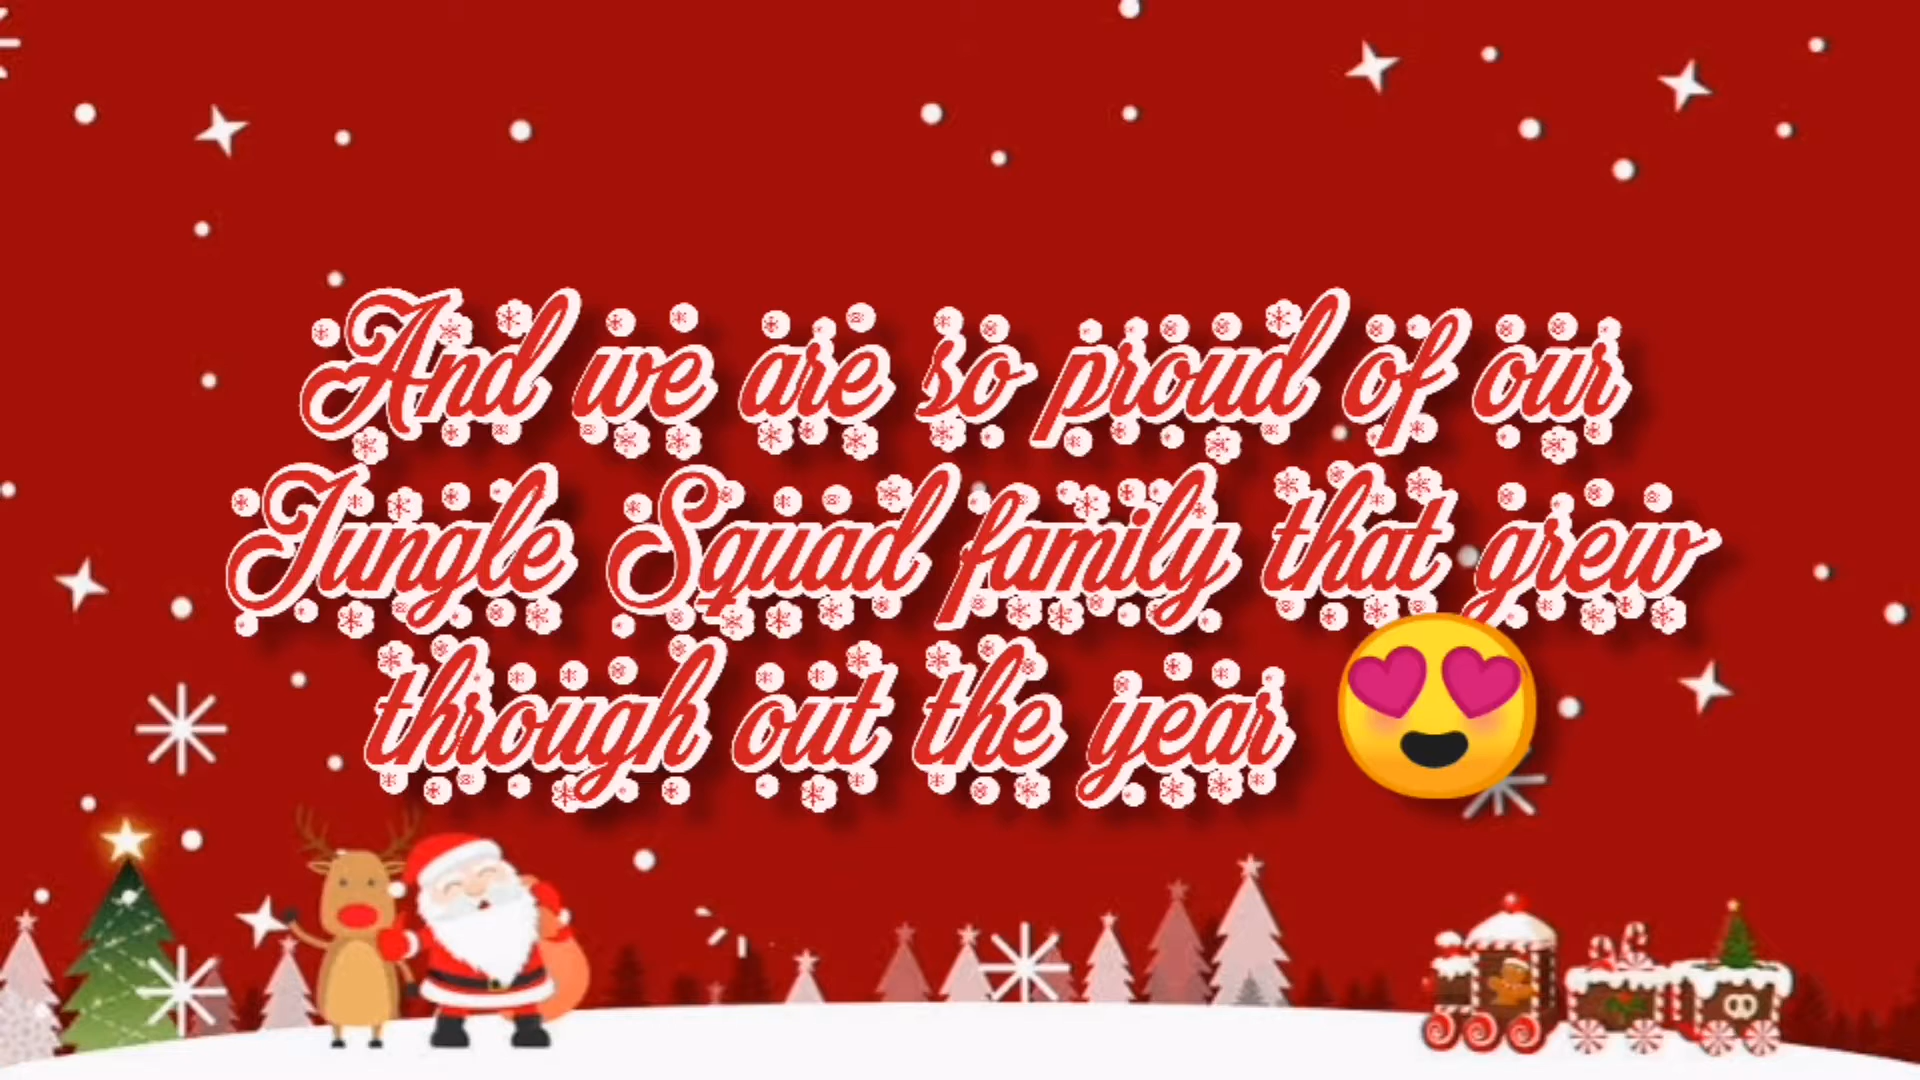 And we are so proud of our
Jungle Squad family that grew
through out the year 😍